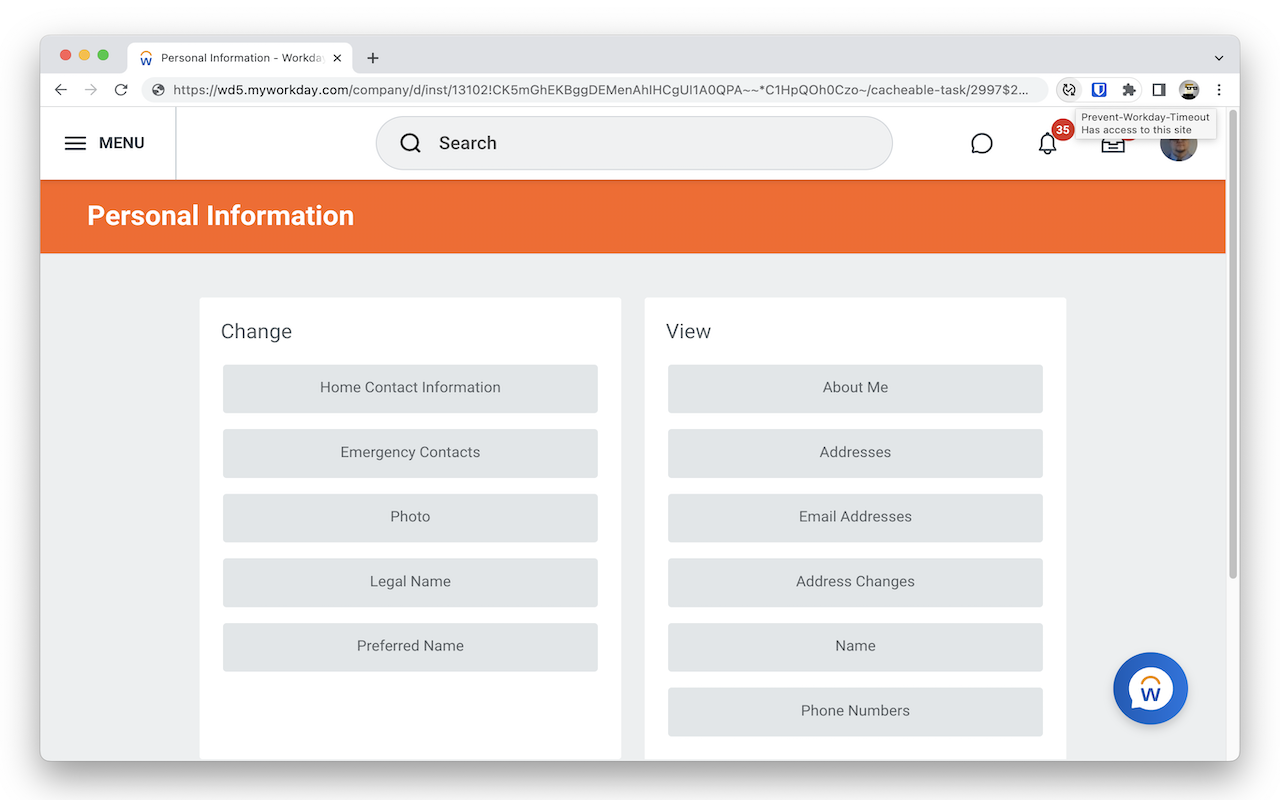 Personal Information - Workda
https://wd5.myworkday.com/company/d/inst/13102!CK5mGhEKBggDEMenAhIHCgUI1A0QPA~~*C1HpQOh0Czo~/cacheable-task/2997$2...
Prevent-Workday-Timeout
Has access to this site
MENU
Search
35
Personal Information
Change
Home Contact Information
Emergency Contacts
Photo
Legal Name
Preferred Name
View
About Me
Addresses
Email Addresses
Address Changes
Name
Phone Numbers
W